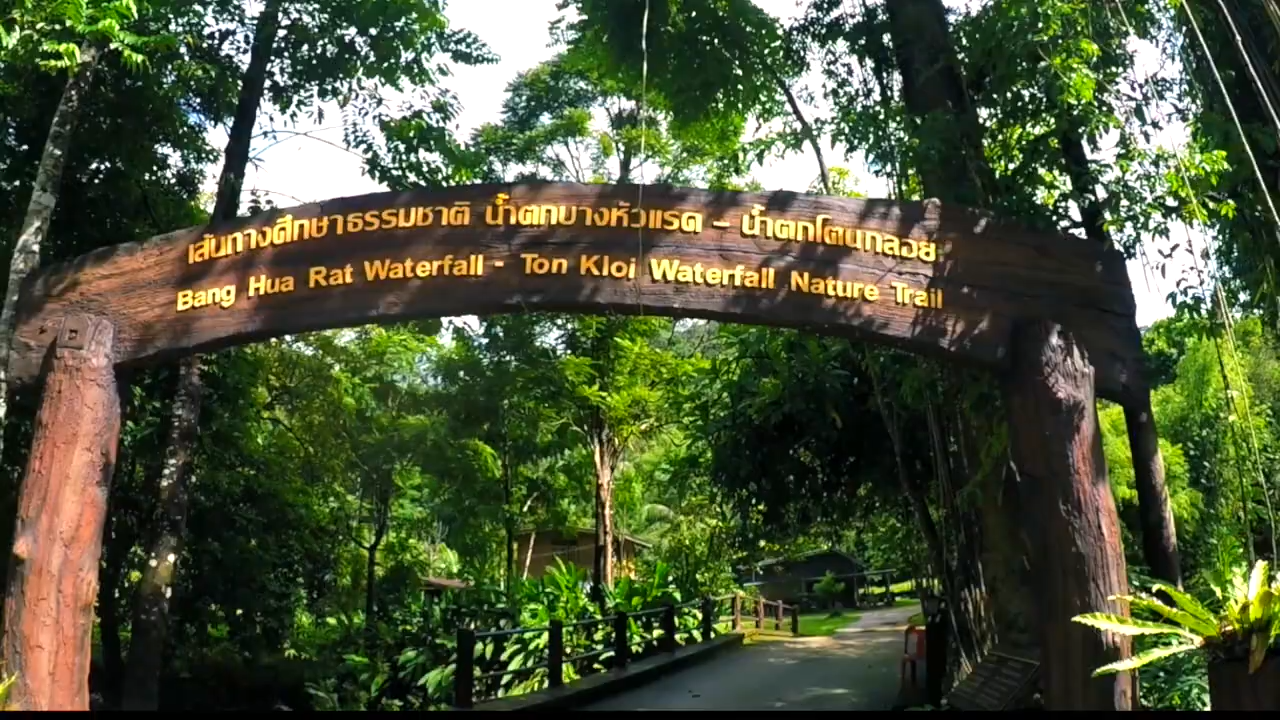 เส้นทางศึกษาธรรมชาติ น้ำตกบางหัวแรด – น้ำตกโตนกลอย
Bang Hua Rat Waterfall - Ton Kloi Waterfall Nature Trail